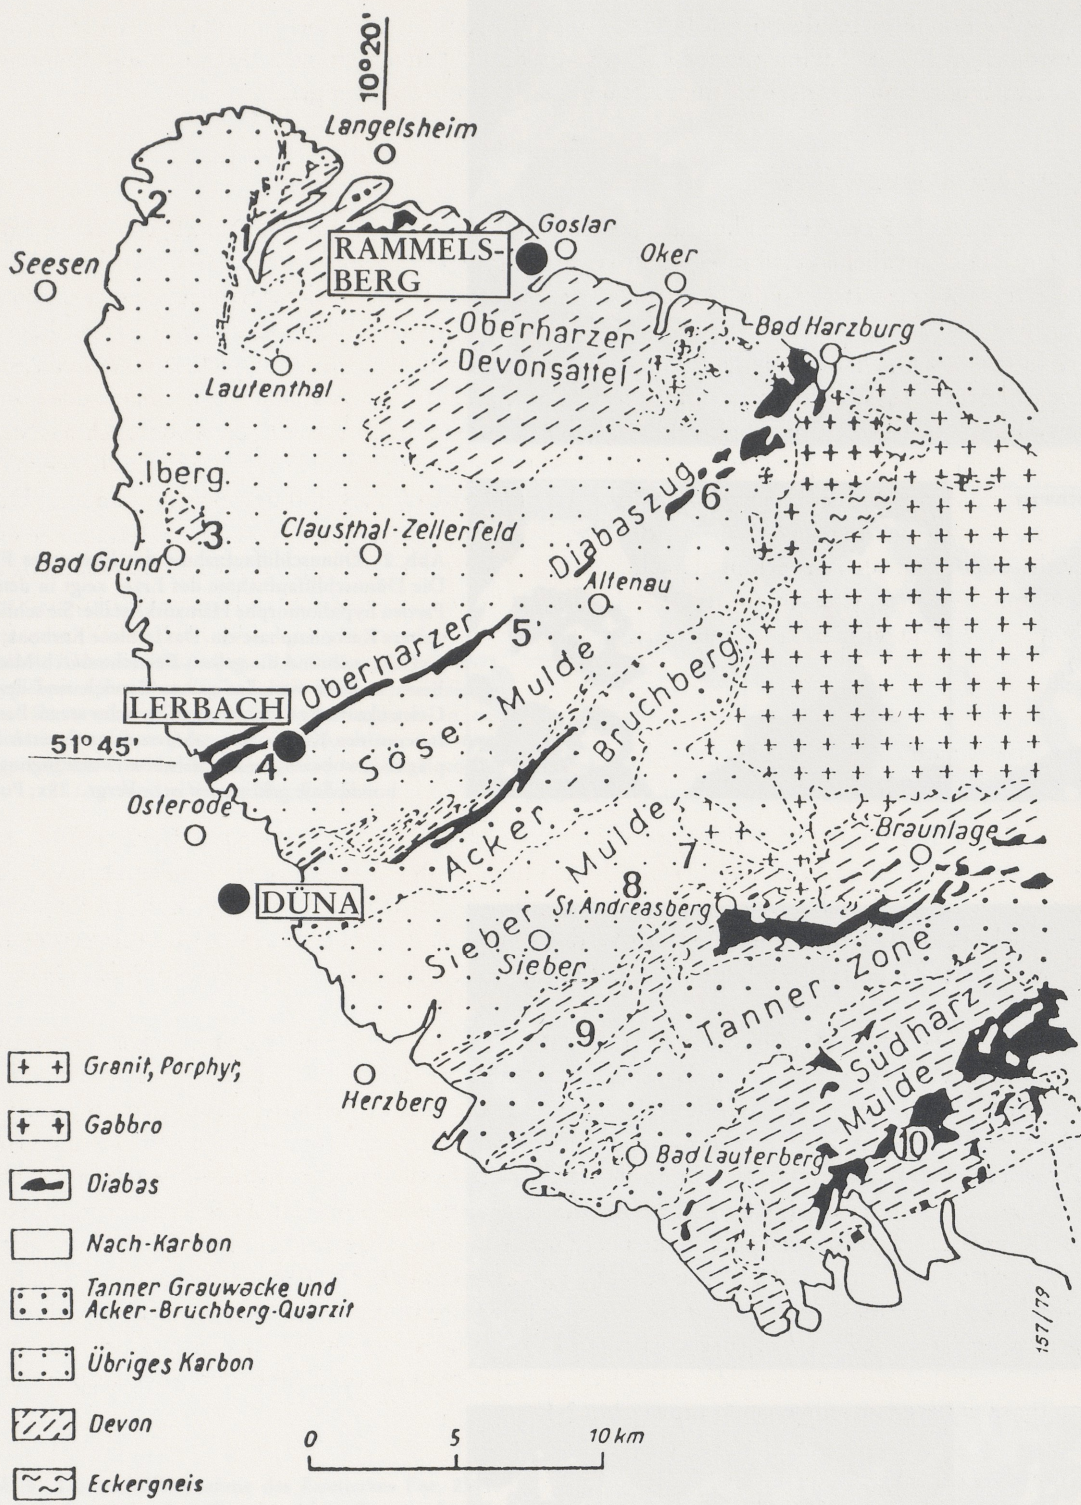 10°20'
Langelsheim
2
Goslar
RAMMELS-
BERG
Oker
Seesen
Oberharzer
Devonsattel
Bad Harzburg
Lautenthal
Iberg
6
3
Clausthal-Zellerfeld
Diabaszug
Bad Grund
Altenau
5
Oberharzer
LERBACH
Söse-Mulde
Bruchberg
51°45'
4
Osterode
Acker
Mulde
Braunlage
7
8
DÜNA
St. Andreasberg
Sieber
Sieber
Tanner Zone
9
Südharz
Mulde
Herzberg
10
Bad Lauterberg
Granit, Porphyr,
Gabbro
Diabas
Nach-Karbon
Tanner Grauwacke und
Acker-Bruchberg-Quarzit
Übriges Karbon
Devon
Eckergneis
0 5 10 km
157/79